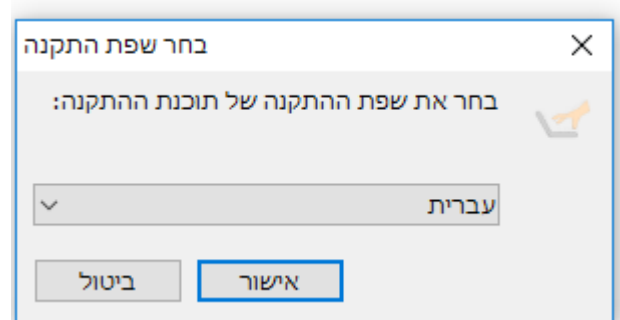 בחר שפת התקנה
בחר את שפת ההתקנה של תוכנת ההתקנה:
עברית
אישור
ביטול